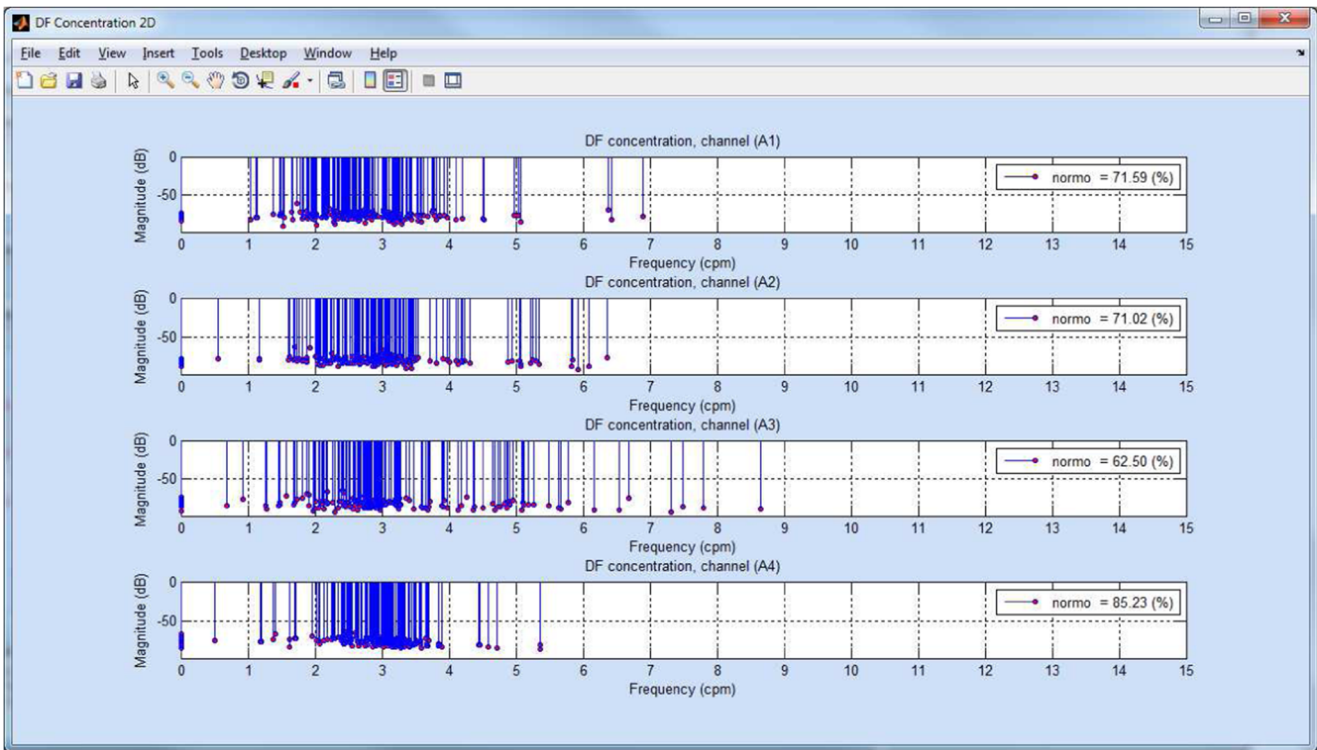 DF Concentration 2D
File Edit View Insert Tools Desktop Window Help
DF concentration, channel (A1)
Magnitude (dB)
0
-50
normo = 71.59 (%)
0 1 2 3 4 5 6 7 8 9 10 11 12 13 14 15
Frequency (cpm)
DF concentration, channel (A2)
Magnitude (dB)
0
-50
normo = 71.02 (%)
0 1 2 3 4 5 6 7 8 9 10 11 12 13 14 15
Frequency (cpm)
DF concentration, channel (A3)
Magnitude (dB)
0
-50
normo = 62.50 (%)
0 1 2 3 4 5 6 7 8 9 10 11 12 13 14 15
Frequency (cpm)
DF concentration, channel (A4)
Magnitude (dB)
0
-50
normo = 85.23 (%)
0 1 2 3 4 5 6 7 8 9 10 11 12 13 14 15
Frequency (cpm)